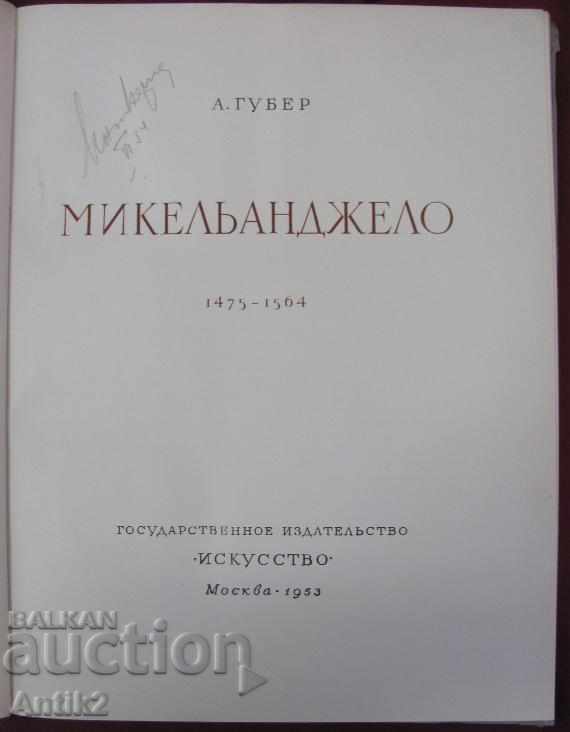 А. ГУБЕР
МИКЕЛЬАНДЖЕЛО
1475–1564
ГОСУДАРСТВЕННОЕ ИЗДАТЕЛЬСТВО
·ИСКУССТВО·
Москва · 1953
BALKAN
auction
Antik2